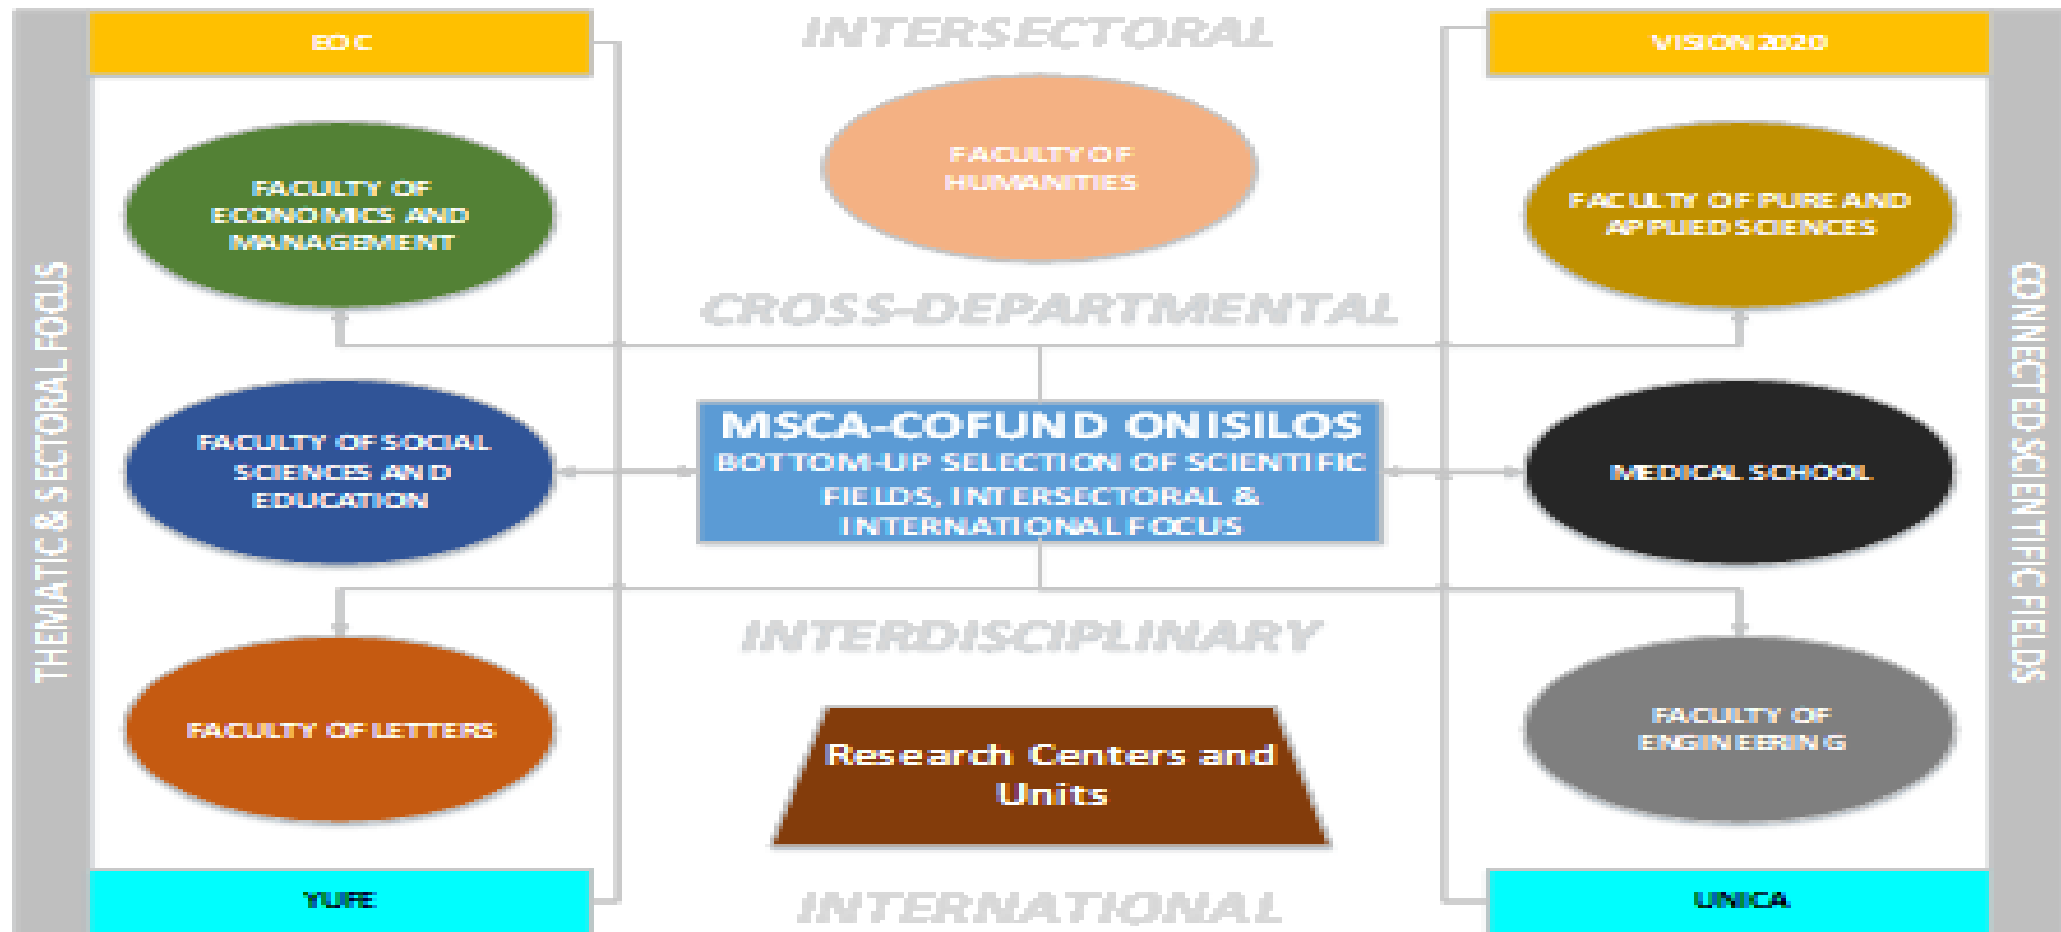 EOC
INTERSECTORAL
VISION 2020
FACULTY OF
HUMANITIES
FACULTY OF
ECONOMICS AND
MANAGEMENT
FACULTY OF PURE AND
APPLIED SCIENCES
THEMATIC & SECTORAL FOCUS
CONNECTED SCIENTIFIC FIELDS
CROSS-DEPARTMENTAL
FACULTY OF SOCIAL
SCIENCES AND
EDUCATION
MSCA-COFUND ONISILOS
BOTTOM-UP SELECTION OF SCIENTIFIC
FIELDS, INTERSECTORAL &
INTERNATIONAL FOCUS
MEDICAL SCHOOL
INTERDISCIPLINARY
FACULTY OF LETTERS
Research Centers and
Units
FACULTY OF
ENGINEERING
YUFE
INTERNATIONAL
UNICA